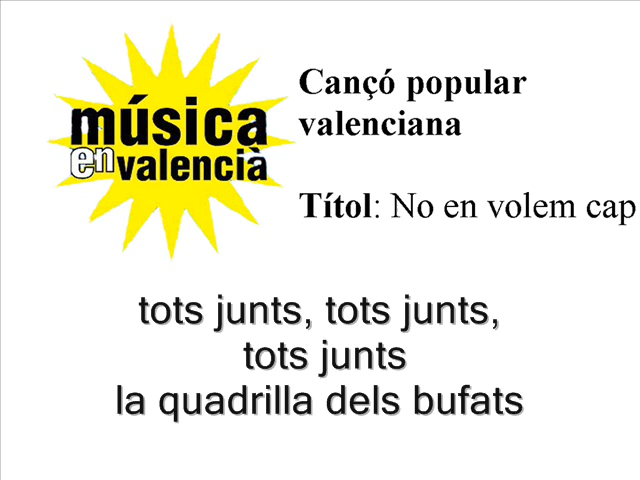 música
en valencià
Cançó popular
valenciana
Títol: No en volem cap
tots junts, tots junts,
tots junts
la quadrilla dels bufats